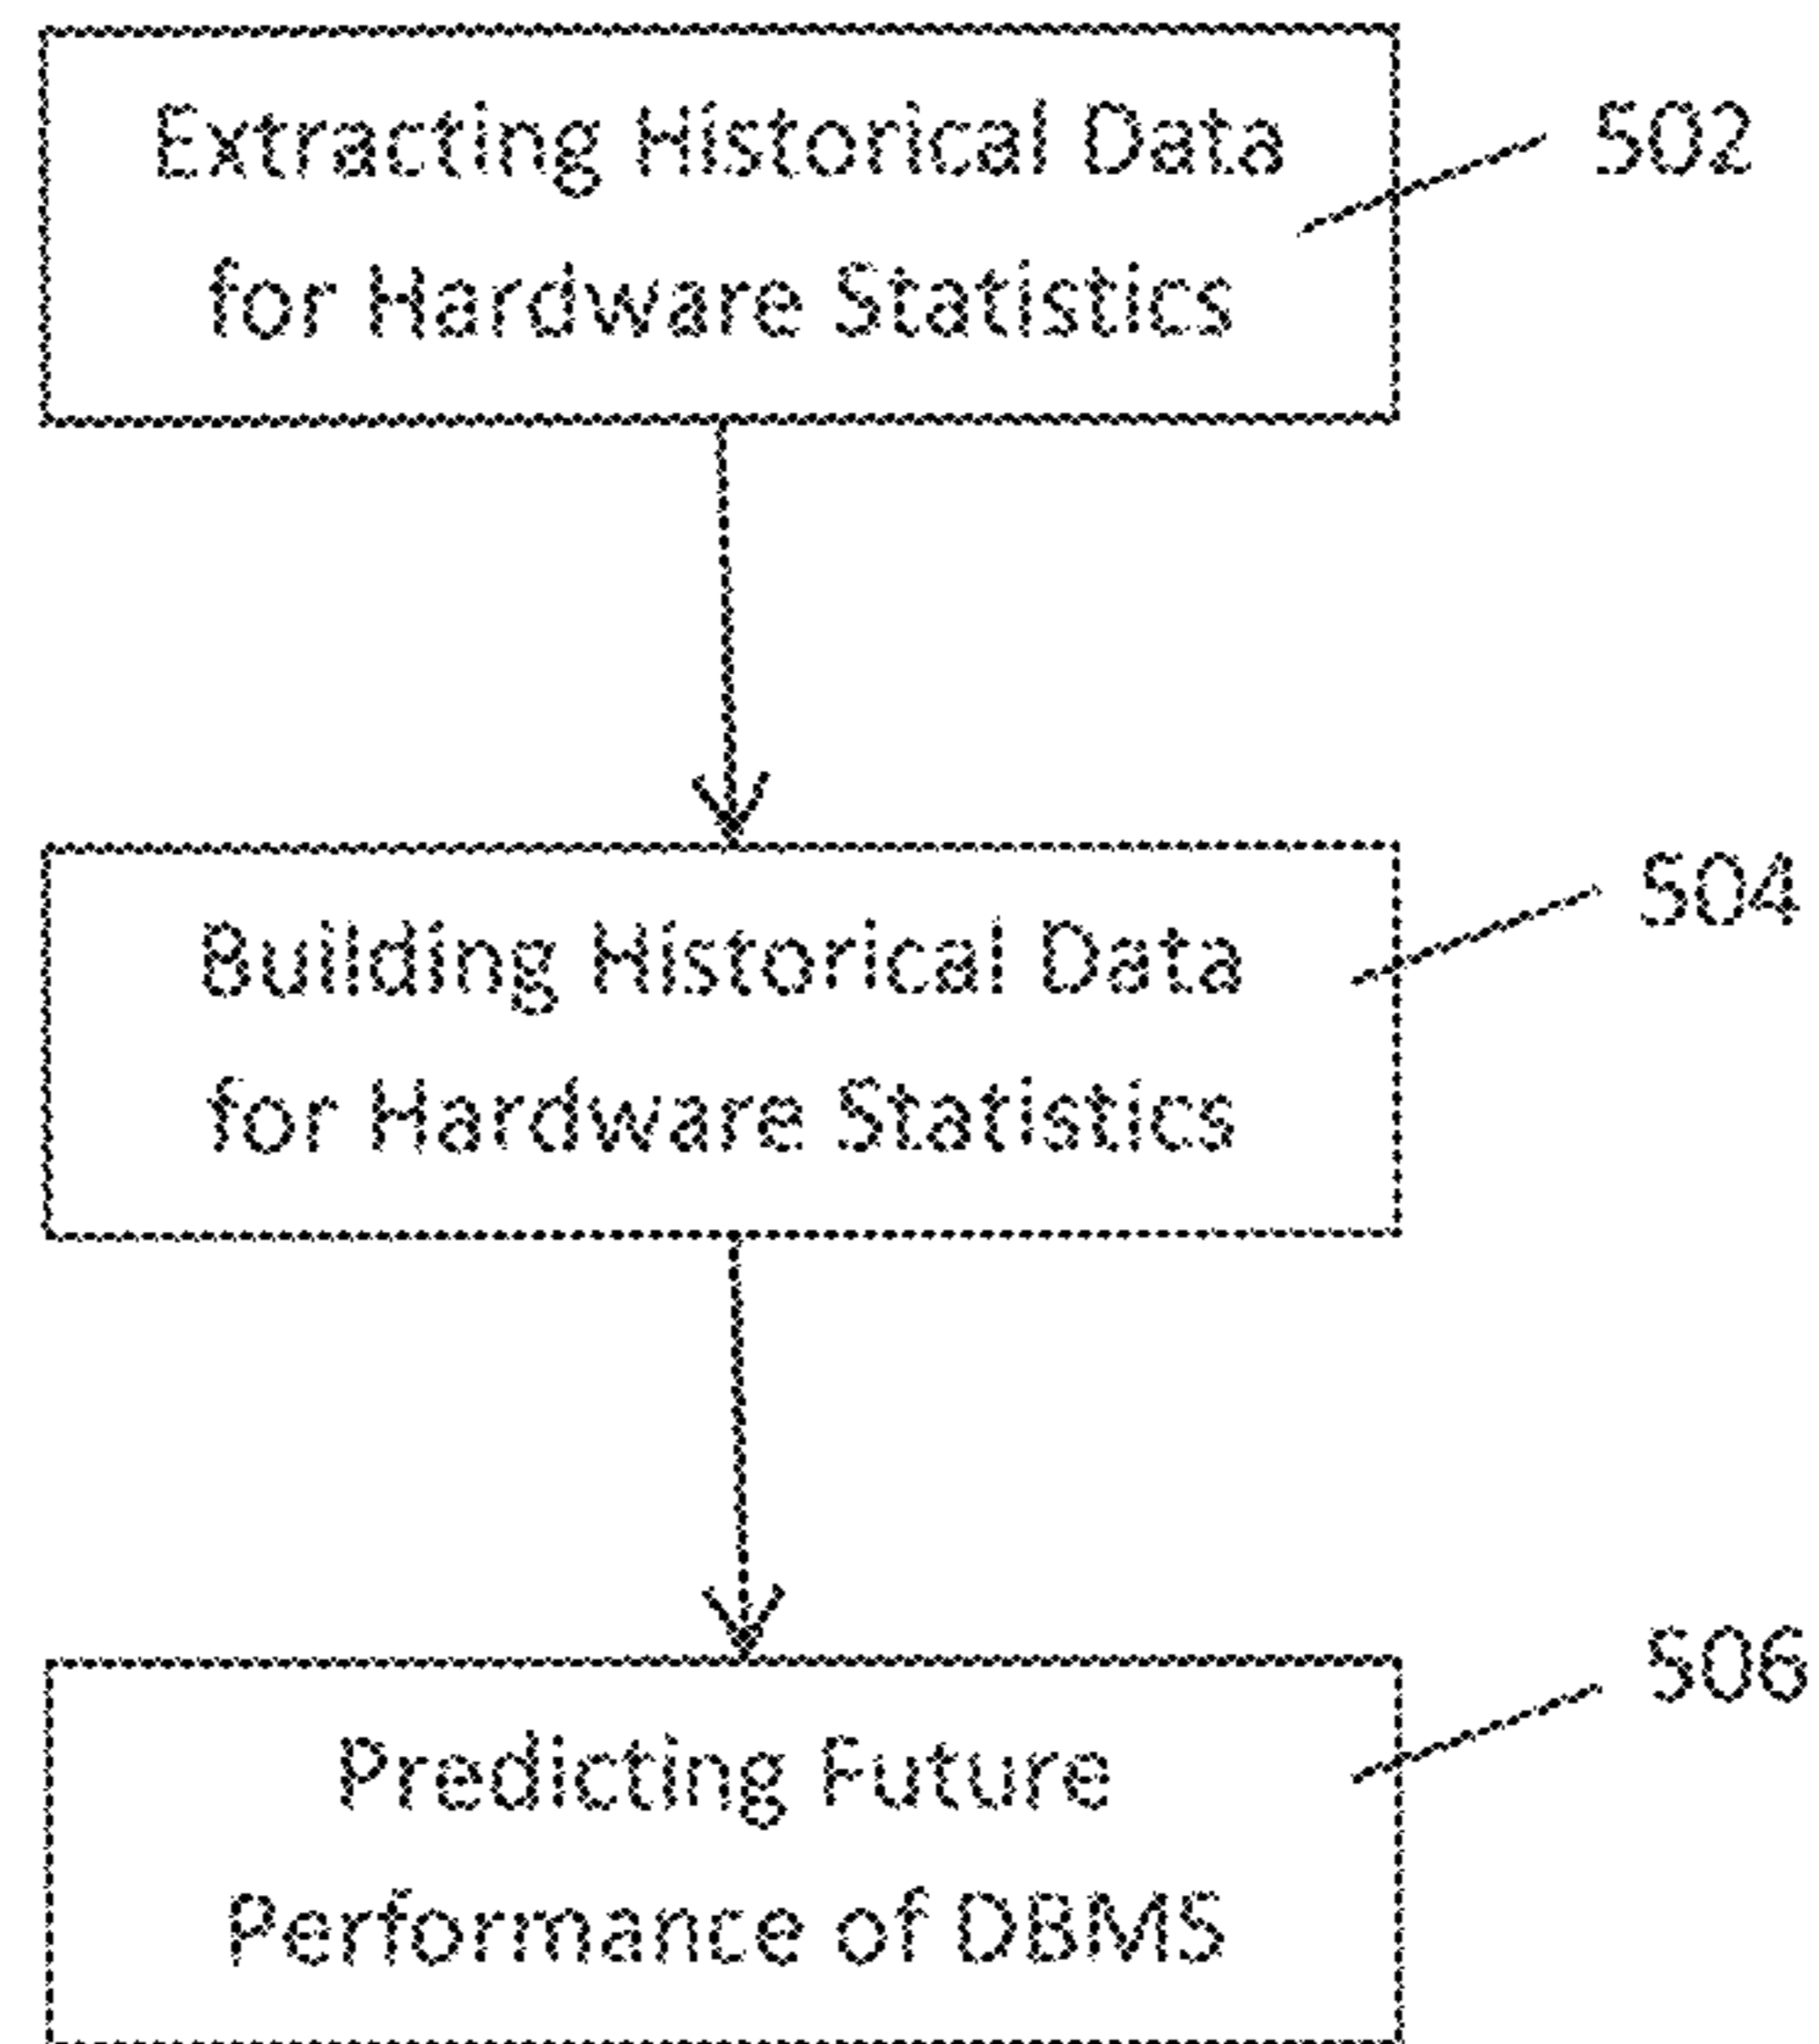 Extracting Historical Data
for Hardware Statistics
502
Building Historical Data
for Hardware Statistics
504
Predicting Future
Performance of DBMS
506